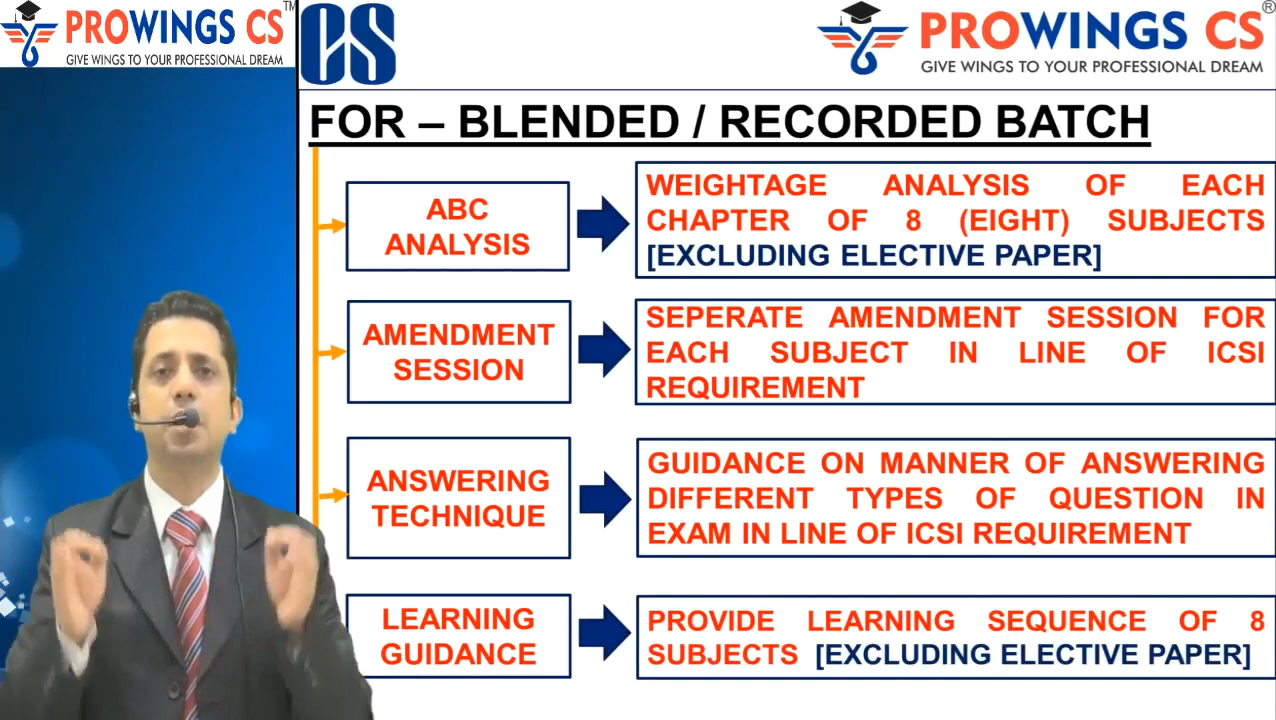 PROWINGS CS TM
GIVE WINGS TO YOUR PROFESSIONAL DREAM
CS
PROWINGS CS ®
GIVE WINGS TO YOUR PROFESSIONAL DREAM
FOR – BLENDED / RECORDED BATCH
ABC
ANALYSIS
WEIGHTAGE ANALYSIS OF EACH
CHAPTER OF 8 (EIGHT) SUBJECTS
[EXCLUDING ELECTIVE PAPER]
AMENDMENT
SESSION
SEPERATE AMENDMENT SESSION FOR
EACH SUBJECT IN LINE OF ICSI
REQUIREMENT
ANSWERING
TECHNIQUE
GUIDANCE ON MANNER OF ANSWERING
DIFFERENT TYPES OF QUESTION IN
EXAM IN LINE OF ICSI REQUIREMENT
LEARNING
GUIDANCE
PROVIDE LEARNING SEQUENCE OF 8
SUBJECTS [EXCLUDING ELECTIVE PAPER]